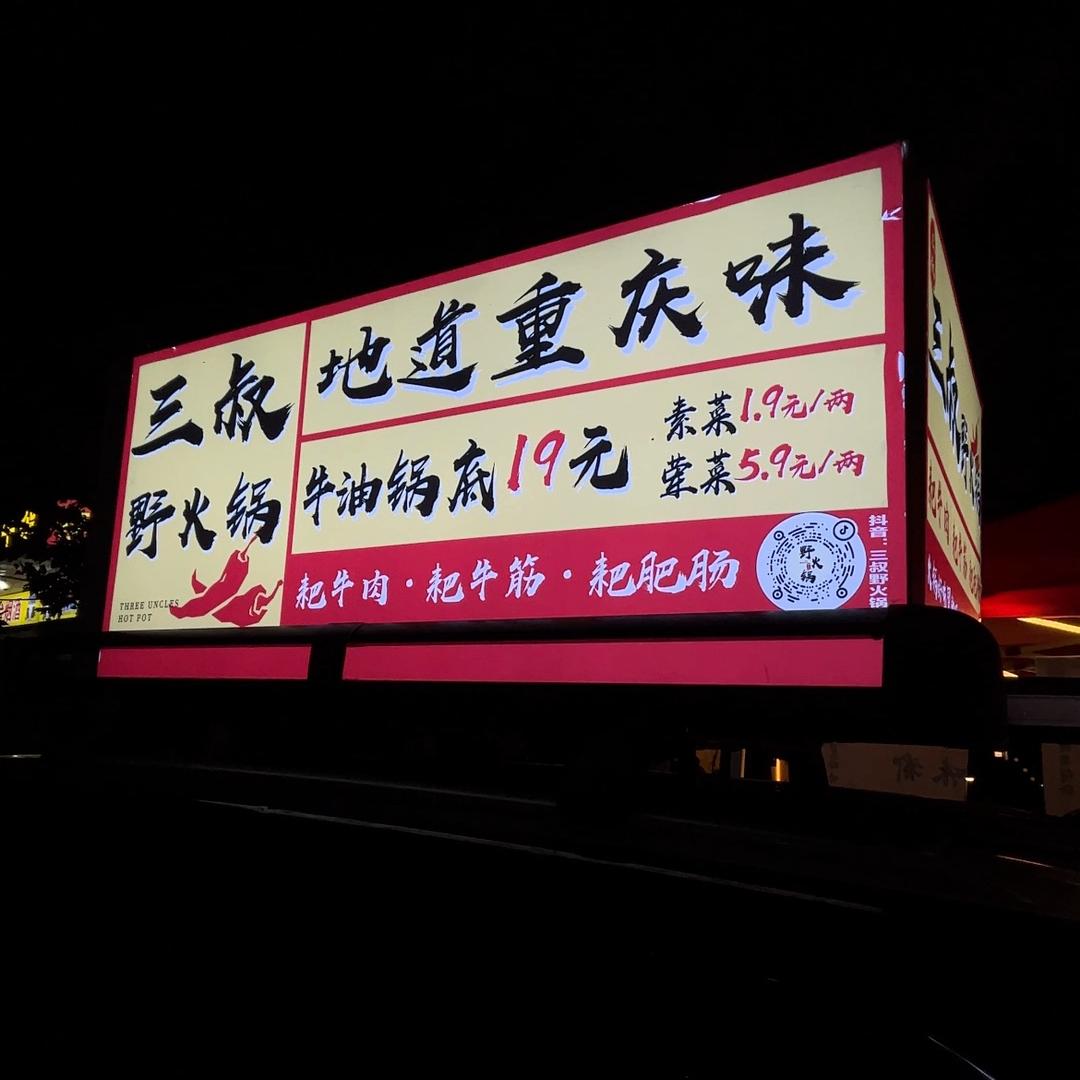 三叔
野火锅
THREE UNCLES
HOT POT
地道重庆味
牛油锅底19元
素菜1.9元/两
荤菜5.9元/两
耙牛肉·耙牛筋·耙肥肠
野火锅
抖音：三叔野火锅